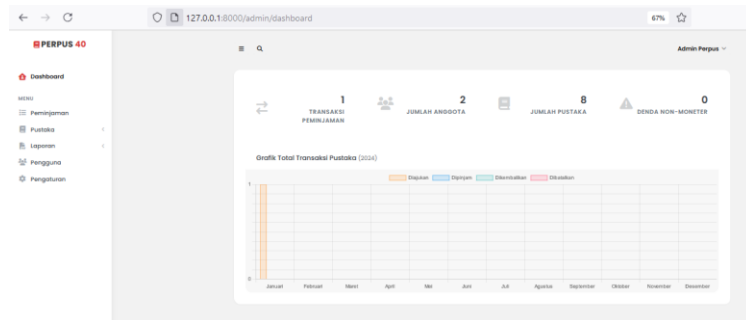 127.0.0.1:8000/admin/dashboard
67%
PERPUS 40
Admin Perpus
Dashboard
MENU
Peminjaman
Pustaka
Laporan
Pengguna
Pengaturan
1
TRANSAKSI
PEMINJAMAN
2
JUMLAH ANGGOTA
8
JUMLAH PUSTAKA
0
DENDA NON-MONETER
Grafik Total Transaksi Pustaka (2024)
Diajukan Dipinjam Dikembalikan Dibatalkan
1
0
Januari Februari Maret April Mei Juni Juli Agustus September Oktober November Desember